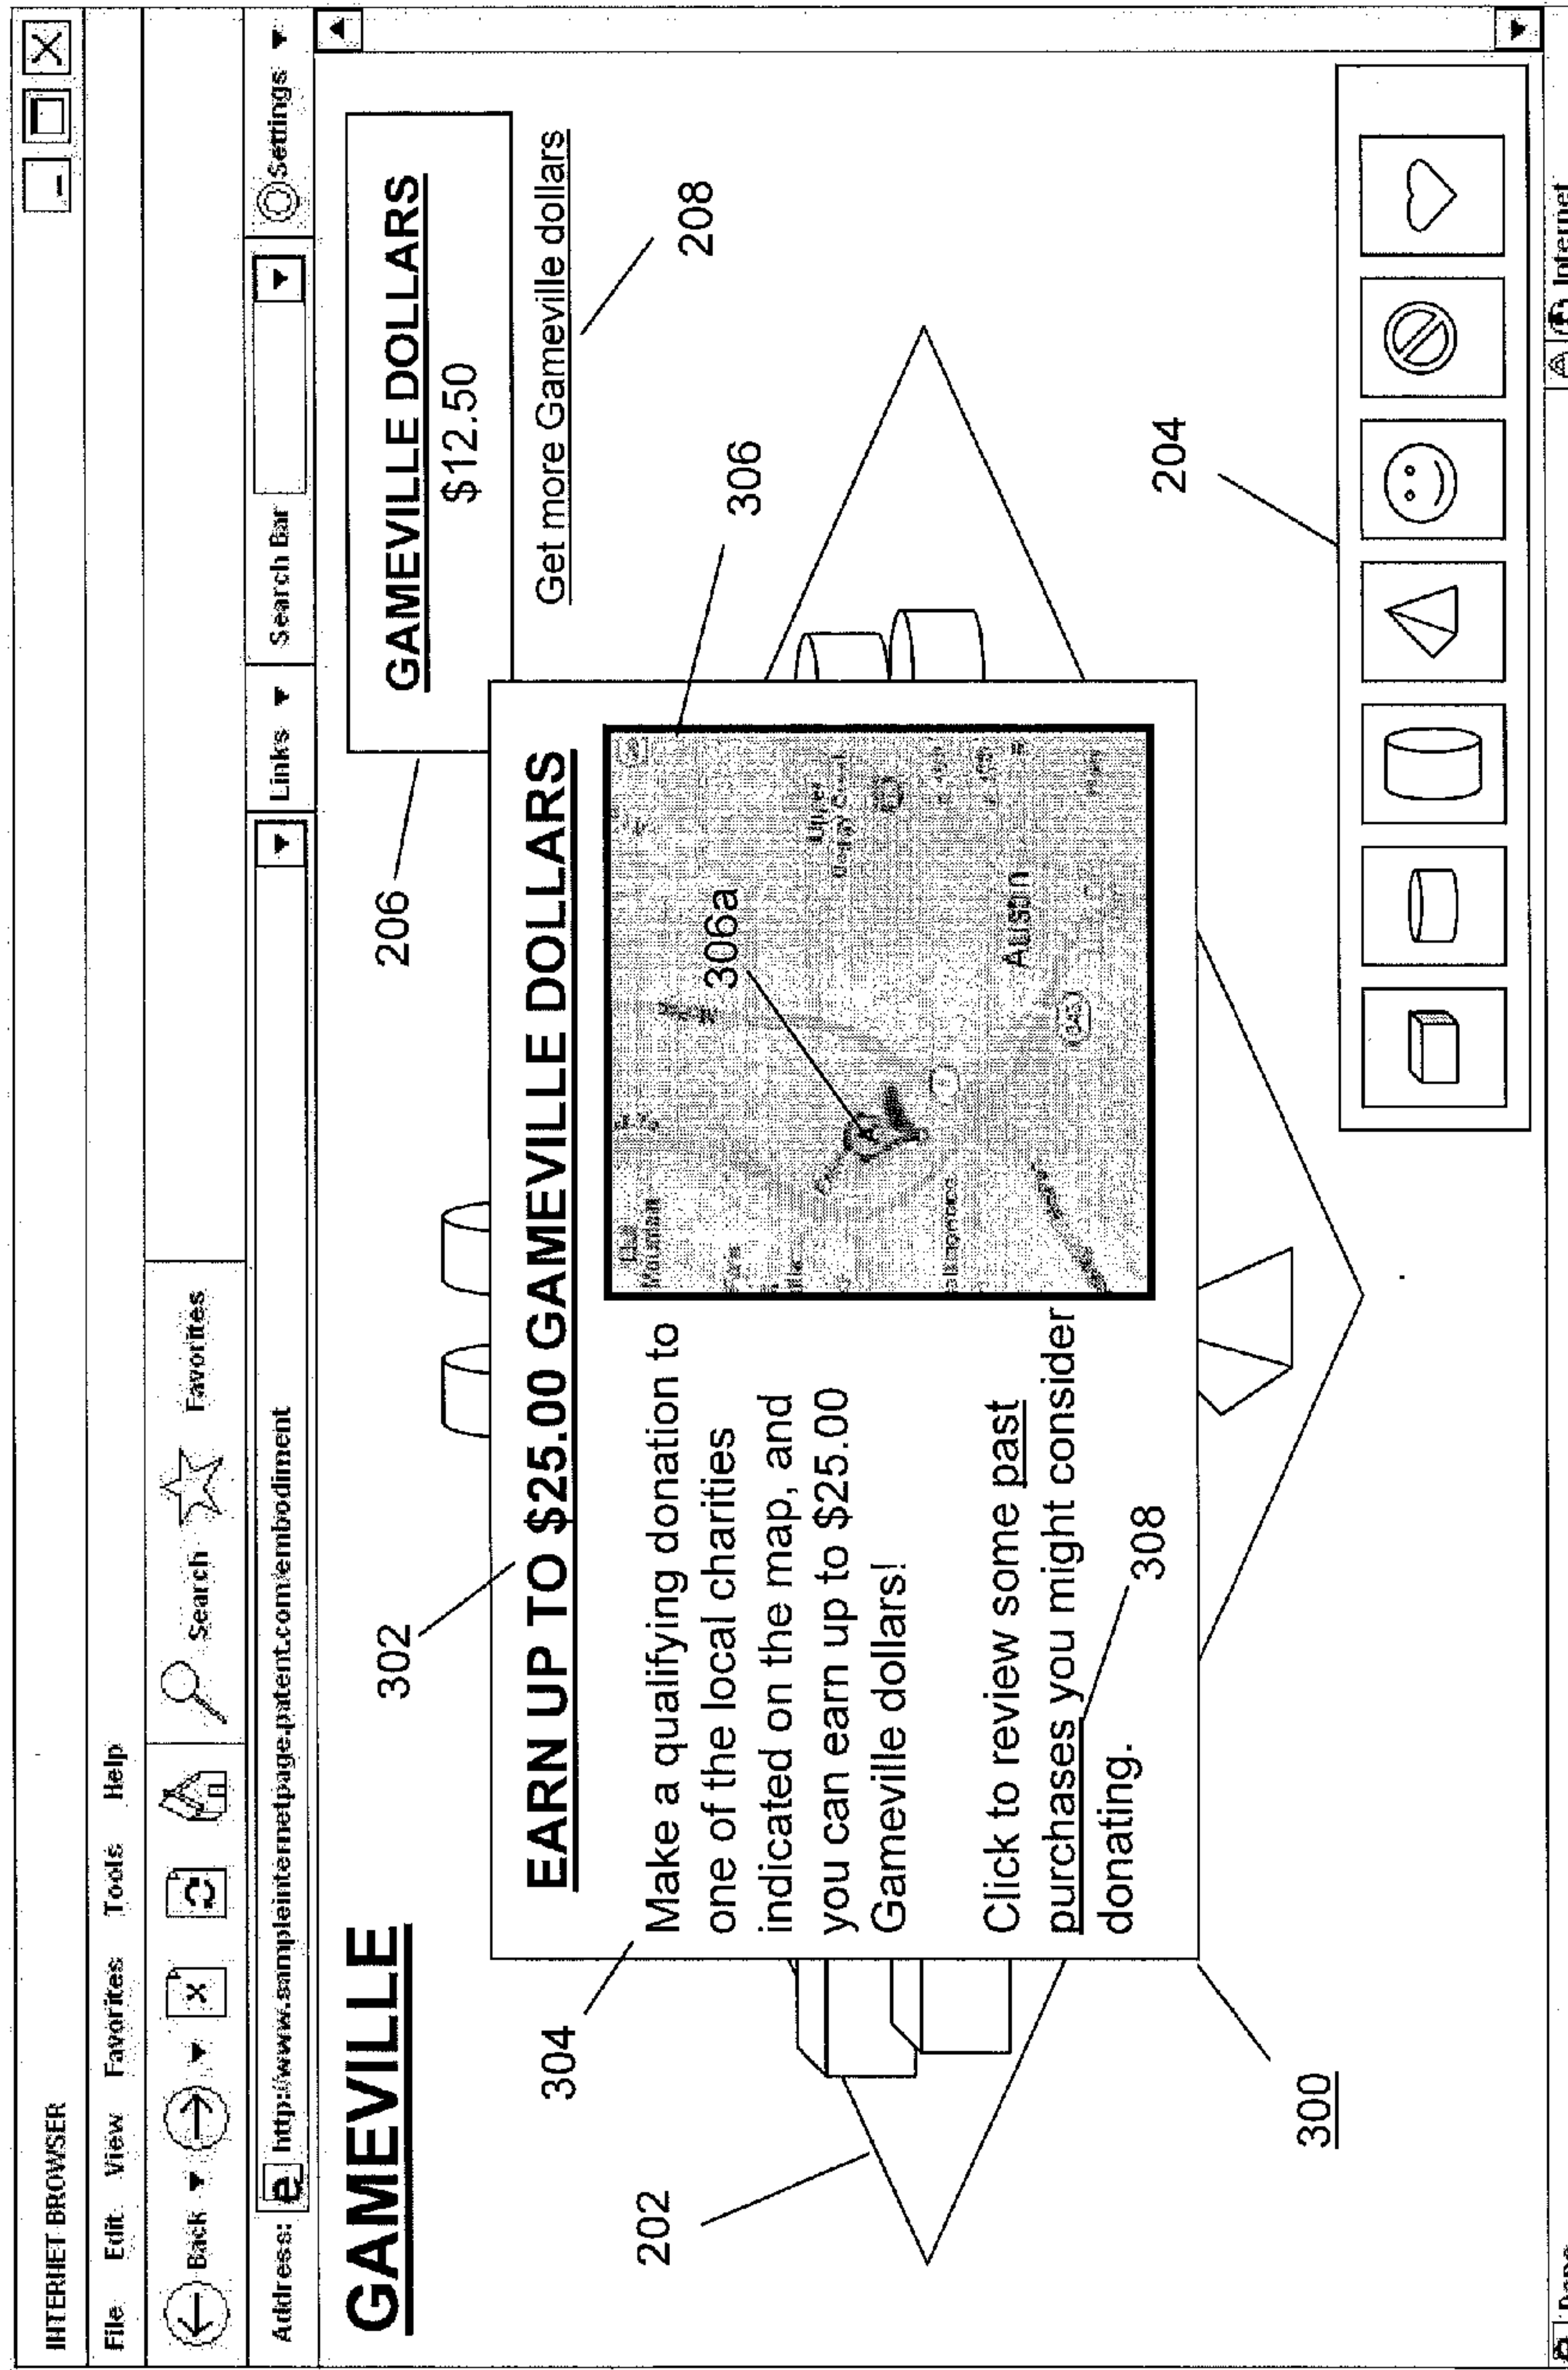 INTERNET BROWSER
File Edit View Favorites Tools Help
Back Search Favorites
Address: http://www.sampleinternetpage.patent.com/embodiment Links Search Bar Settings
GAMEVILLE
GAMEVILLE DOLLARS
$12.50
206
Get more Gameville dollars
208
302
EARN UP TO $25.00 GAMEVILLE DOLLARS
304
Make a qualifying donation to
one of the local charities
indicated on the map, and
you can earn up to $25.00
Gameville dollars!
Click to review some past
purchases you might consider
donating.
308
306
306a
A
Austin
202
300
204
Done Internet